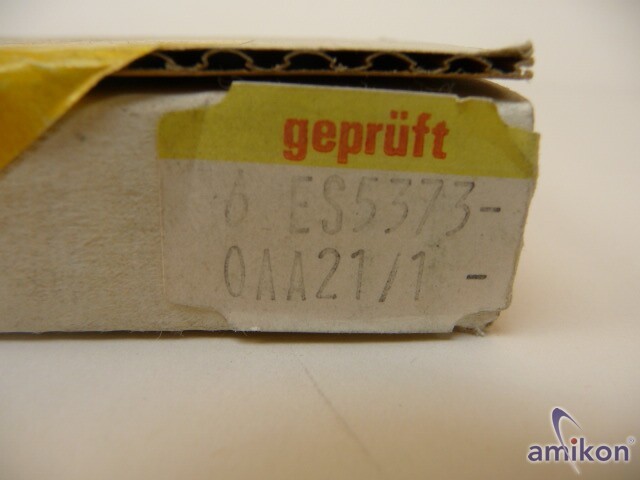 geprüft
6 ES5373-
0AA21/1 -
amikon®